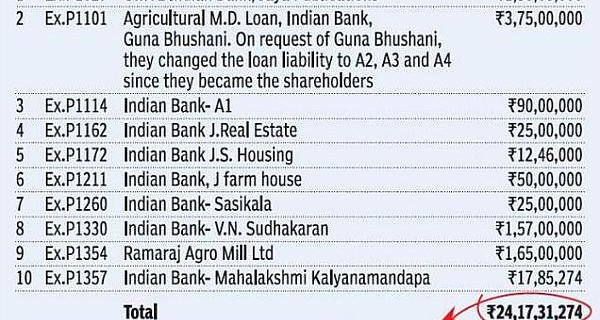 2 Ex.P1101 Agricultural M.D. Loan, Indian Bank, ₹3,75,00,000
Guna Bhushani. On request of Guna Bhushani,
they changed the loan liability to A2, A3 and A4
since they became the shareholders
3 Ex.P1114 Indian Bank- A1 ₹90,00,000
4 Ex.P1162 Indian Bank J.Real Estate ₹25,00,000
5 Ex.P1172 Indian Bank J.S. Housing ₹12,46,000
6 Ex.P1211 Indian Bank, J farm house ₹50,00,000
7 Ex.P1260 Indian Bank- Sasikala ₹25,00,000
8 Ex.P1330 Indian Bank- V.N. Sudhakaran ₹1,57,00,000
9 Ex.P1354 Ramaraj Agro Mill Ltd ₹1,65,00,000
10 Ex.P1357 Indian Bank- Mahalakshmi Kalyanamandapa ₹17,85,274
Total ₹24,17,31,274